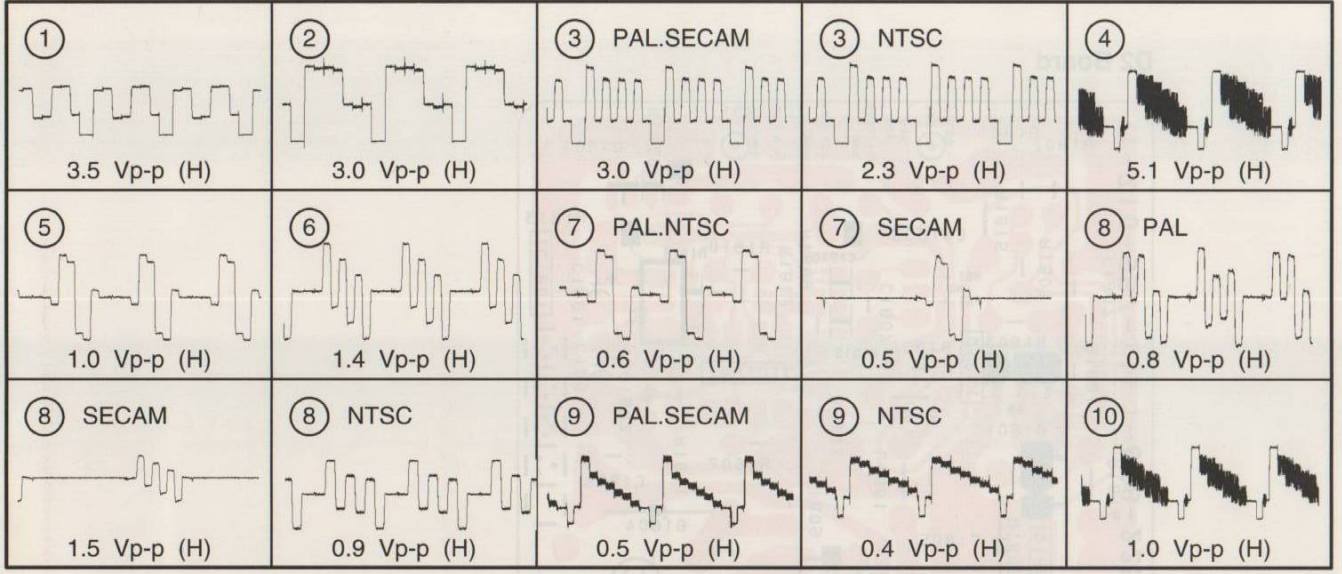 ① ② ③ PAL.SECAM ③ NTSC ④
3.5 Vp-p (H) 3.0 Vp-p (H) 3.0 Vp-p (H) 2.3 Vp-p (H) 5.1 Vp-p (H)
⑤ ⑥ ⑦ PAL.NTSC ⑦ SECAM ⑧ PAL
1.0 Vp-p (H) 1.4 Vp-p (H) 0.6 Vp-p (H) 0.5 Vp-p (H) 0.8 Vp-p (H)
⑧ SECAM ⑧ NTSC ⑨ PAL.SECAM ⑨ NTSC ⑩
1.5 Vp-p (H) 0.9 Vp-p (H) 0.5 Vp-p (H) 0.4 Vp-p (H) 1.0 Vp-p (H)